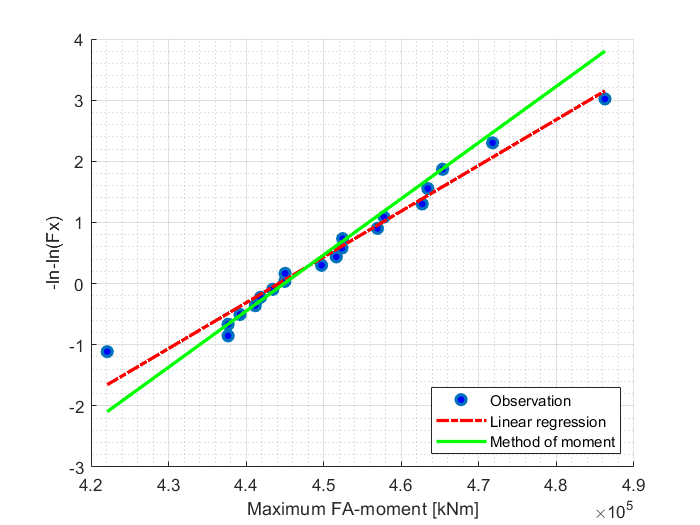 4
3
2
1
0
-1
-2
-3
-ln-ln(Fx)
Observation
Linear regression
Method of moment
4.2 4.3 4.4 4.5 4.6 4.7 4.8 4.9
Maximum FA-moment [kNm]
×10^5